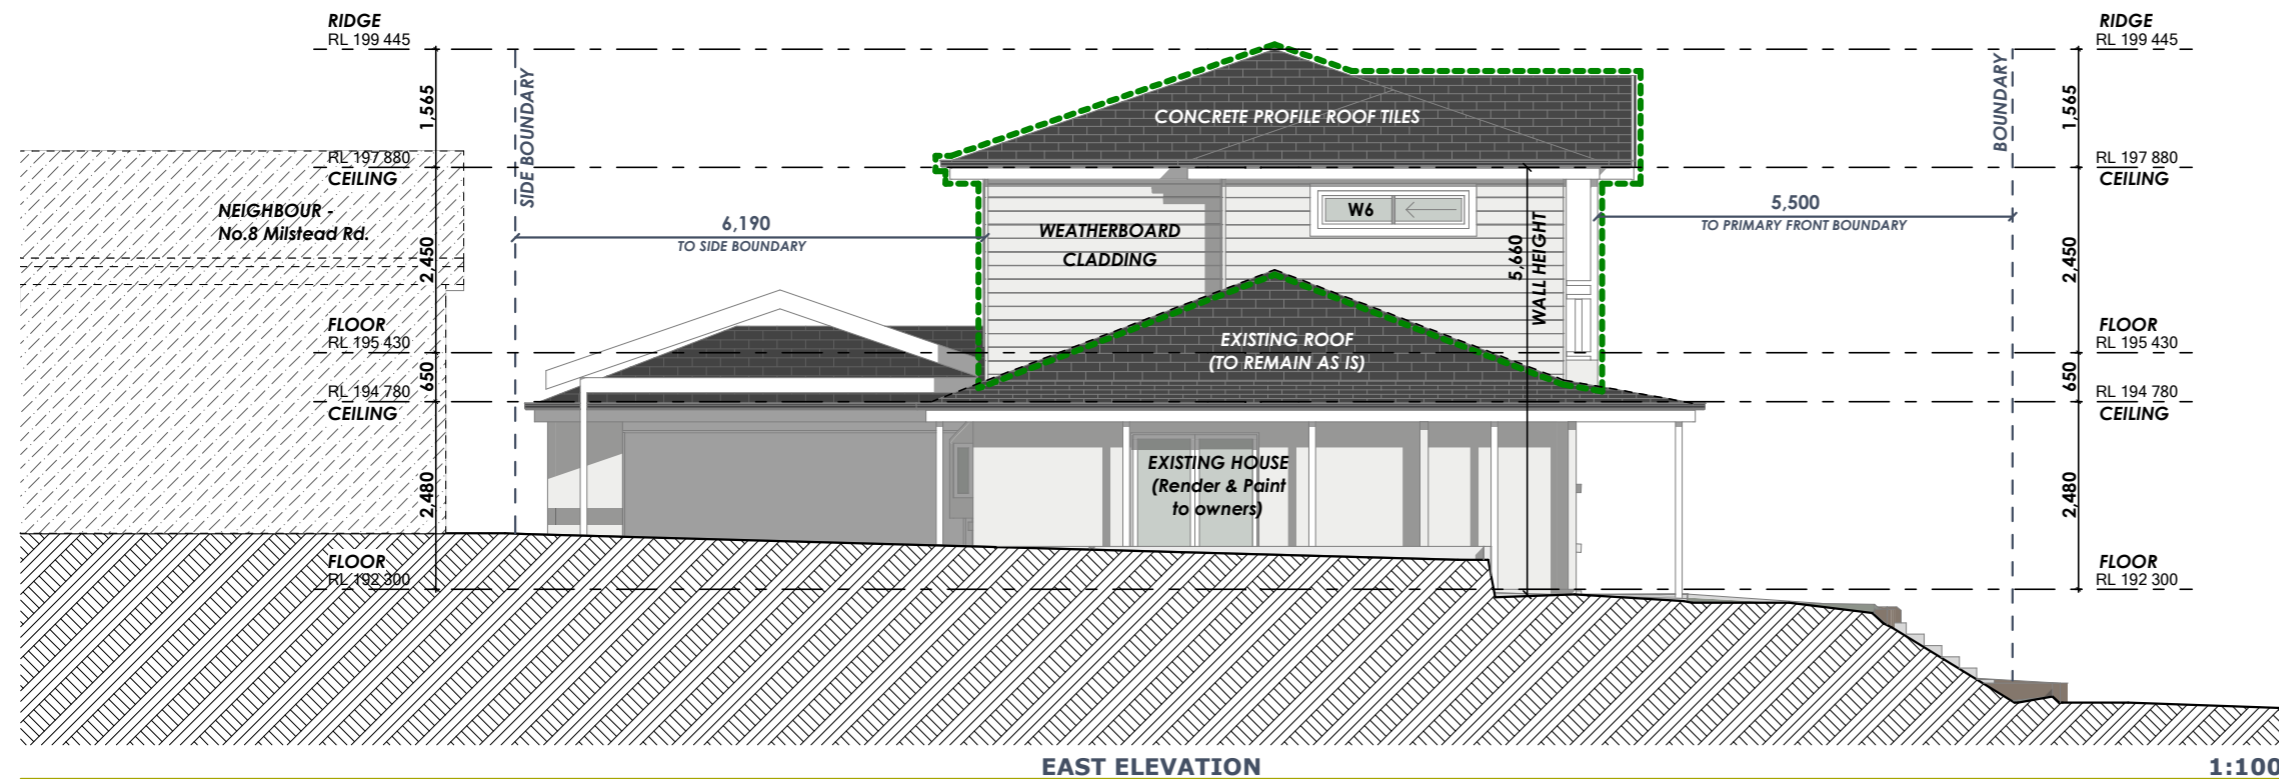 RIDGE
RL 199 445
1,565
RL 197 880
CEILING
2,450
FLOOR
RL 195 430
650
RL 194 780
CEILING
2,480
FLOOR
RL 192 300
NEIGHBOUR -
No.8 Milstead Rd.
SIDE BOUNDARY
6,190
TO SIDE BOUNDARY
CONCRETE PROFILE ROOF TILES
WEATHERBOARD
CLADDING
W6
5,660
WALL HEIGHT
EXISTING ROOF
(TO REMAIN AS IS)
EXISTING HOUSE
(Render & Paint
to owners)
5,500
TO PRIMARY FRONT BOUNDARY
BOUNDARY
RIDGE
RL 199 445
1,565
RL 197 880
CEILING
2,450
FLOOR
RL 195 430
650
RL 194 780
CEILING
2,480
FLOOR
RL 192 300
EAST ELEVATION
1:100